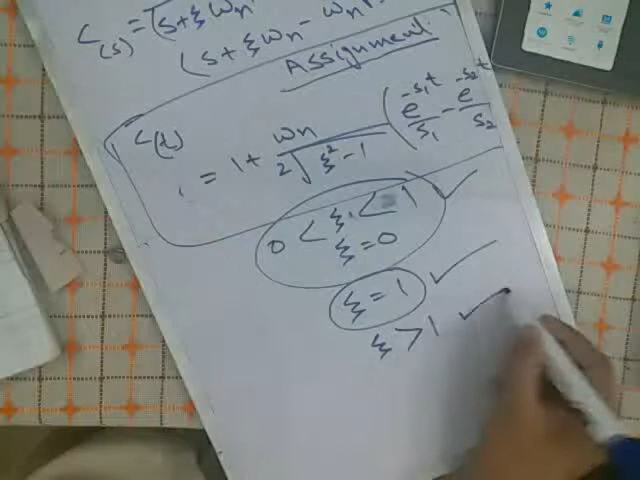 C(s) = (s+ξωn
(s+ξωn - ωn
Assignment
C(t) = 1 + ωn/2√ξ²-1 (e^-s1t/s1 - e^-s2t/s2)
0 < ξ < 1 ✓
ξ = 0
ξ = 1 ✓
ξ > 1 ✓